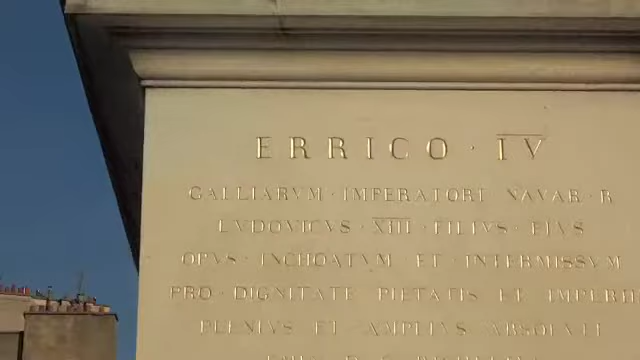 ERRICO · IV
GALLIARVM · IMPERATORI NAVAR · R
LVDOVICVS · XIII · FILIVS · EIVS
OPVS · INCHOATVM · ET · INTERMISSVM
PRO · DIGNITATE PIETATIS ET IMPERII
PLENIVS ET AMPLIVS ABSOLVIT